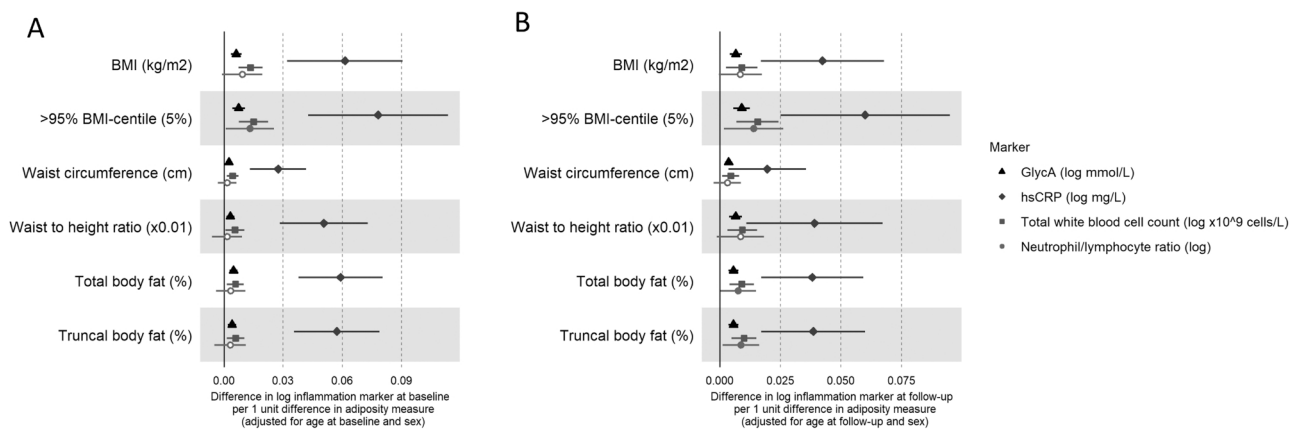 A
BMI (kg/m2)
>95% BMI-centile (5%)
Waist circumference (cm)
Waist to height ratio (x0.01)
Total body fat (%)
Truncal body fat (%)
0.00 0.03 0.06 0.09
Difference in log inflammation marker at baseline
per 1 unit difference in adiposity measure
(adjusted for age at baseline and sex)
B
BMI (kg/m2)
>95% BMI-centile (5%)
Waist circumference (cm)
Waist to height ratio (x0.01)
Total body fat (%)
Truncal body fat (%)
0.000 0.025 0.050 0.075
Difference in log inflammation marker at follow-up
per 1 unit difference in adiposity measure
(adjusted for age at follow-up and sex)
Marker
GlycA (log mmol/L)
hsCRP (log mg/L)
Total white blood cell count (log x10^9 cells/L)
Neutrophil/lymphocyte ratio (log)